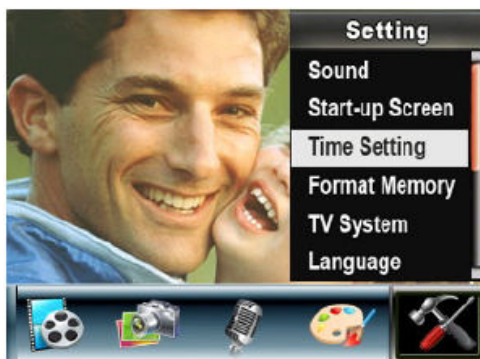 Setting
Sound
Start-up Screen
Time Setting
Format Memory
TV System
Language